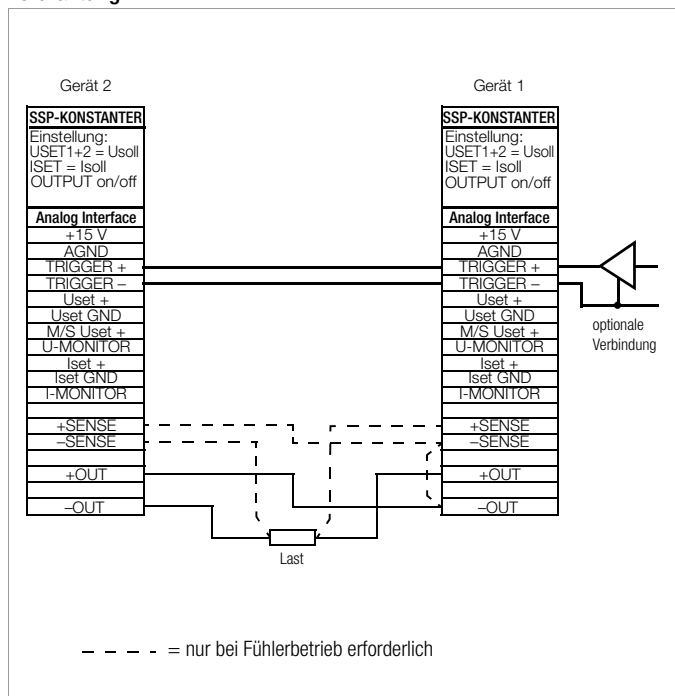 Gerät 2
SSP-KONSTANTER
Einstellung:
USET1+2 = Usoll
ISET = Isoll
OUTPUT on/off
Analog Interface
+15 V
AGND
TRIGGER +
TRIGGER –
Uset +
Uset GND
M/S Uset +
U-MONITOR
Iset +
Iset GND
I-MONITOR
+SENSE
–SENSE
+OUT
–OUT
Gerät 1
SSP-KONSTANTER
Einstellung:
USET1+2 = Usoll
ISET = Isoll
OUTPUT on/off
Analog Interface
+15 V
AGND
TRIGGER +
TRIGGER –
Uset +
Uset GND
M/S Uset +
U-MONITOR
Iset +
Iset GND
I-MONITOR
+SENSE
–SENSE
+OUT
–OUT
optionale
Verbindung
Last
= nur bei Fühlerbetrieb erforderlich